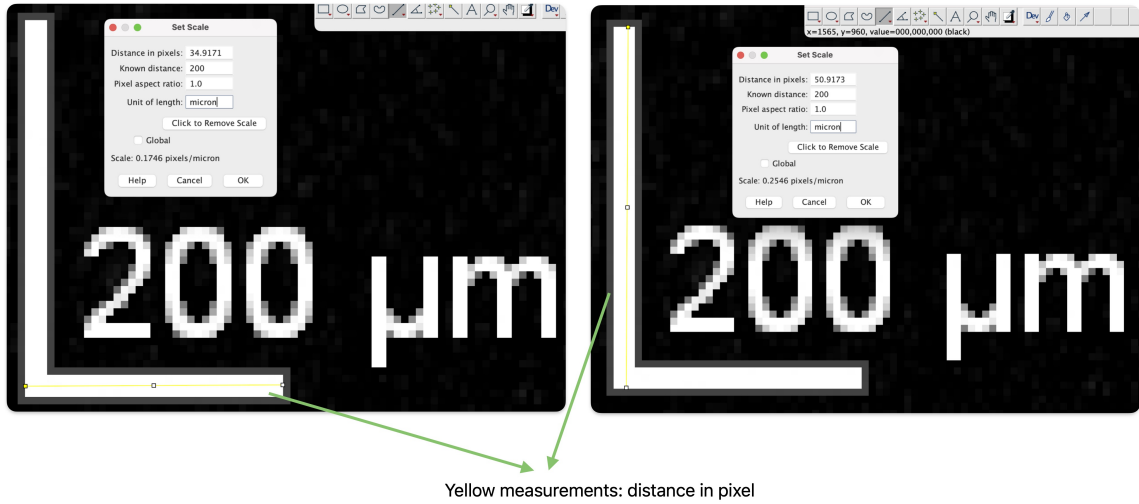 Dev
Set Scale
Distance in pixels: 34.9171
Known distance: 200
Pixel aspect ratio: 1.0
Unit of length: micron
Click to Remove Scale
Global
Scale: 0.1746 pixels/micron
Help Cancel OK
200 µm
A Dev
x=1565, y=960, value=000,000,000 (black)
Set Scale
Distance in pixels: 50.9173
Known distance: 200
Pixel aspect ratio: 1.0
Unit of length: micron
Click to Remove Scale
Global
Scale: 0.2546 pixels/micron
Help Cancel OK
200 µm
Yellow measurements: distance in pixel